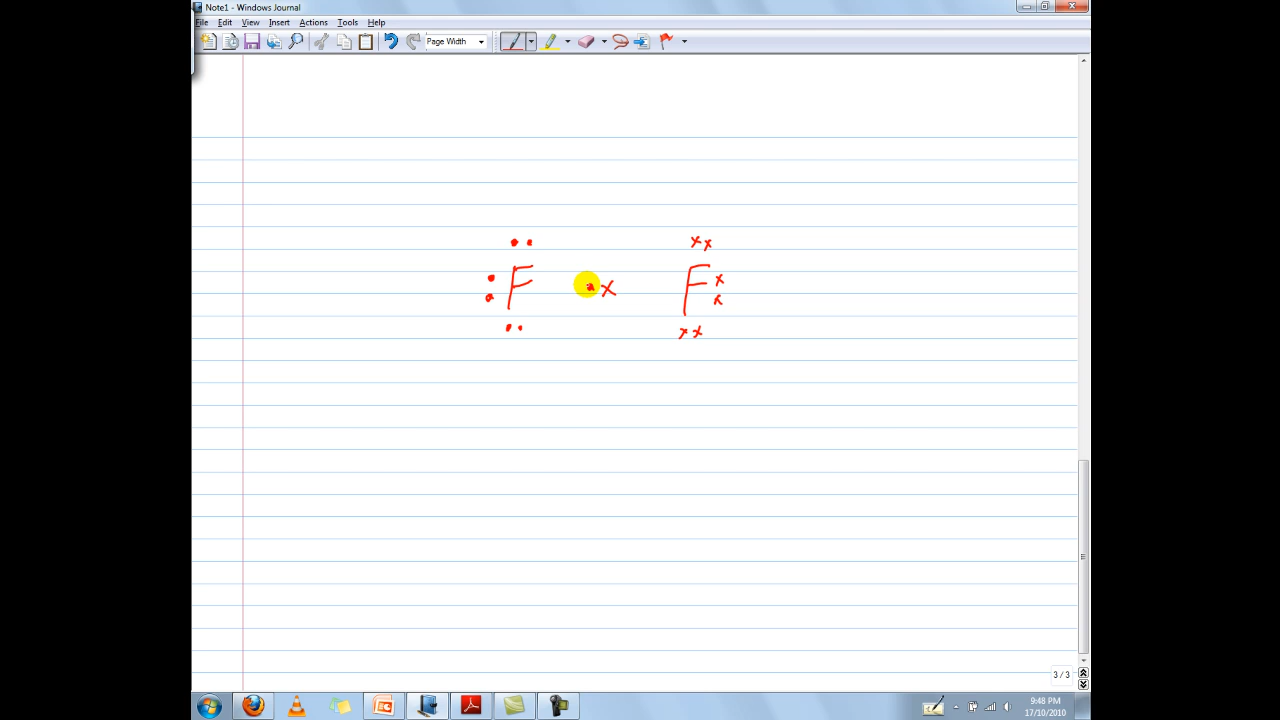 Note1 - Windows Journal
File Edit View Insert Actions Tools Help
Page Width
F x F
3 / 3
9:48 PM
17/10/2010